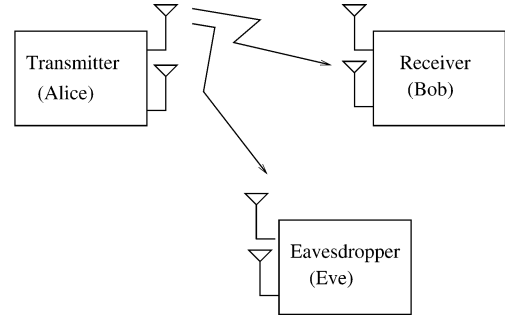 Transmitter
(Alice)
Receiver
(Bob)
Eavesdropper
(Eve)